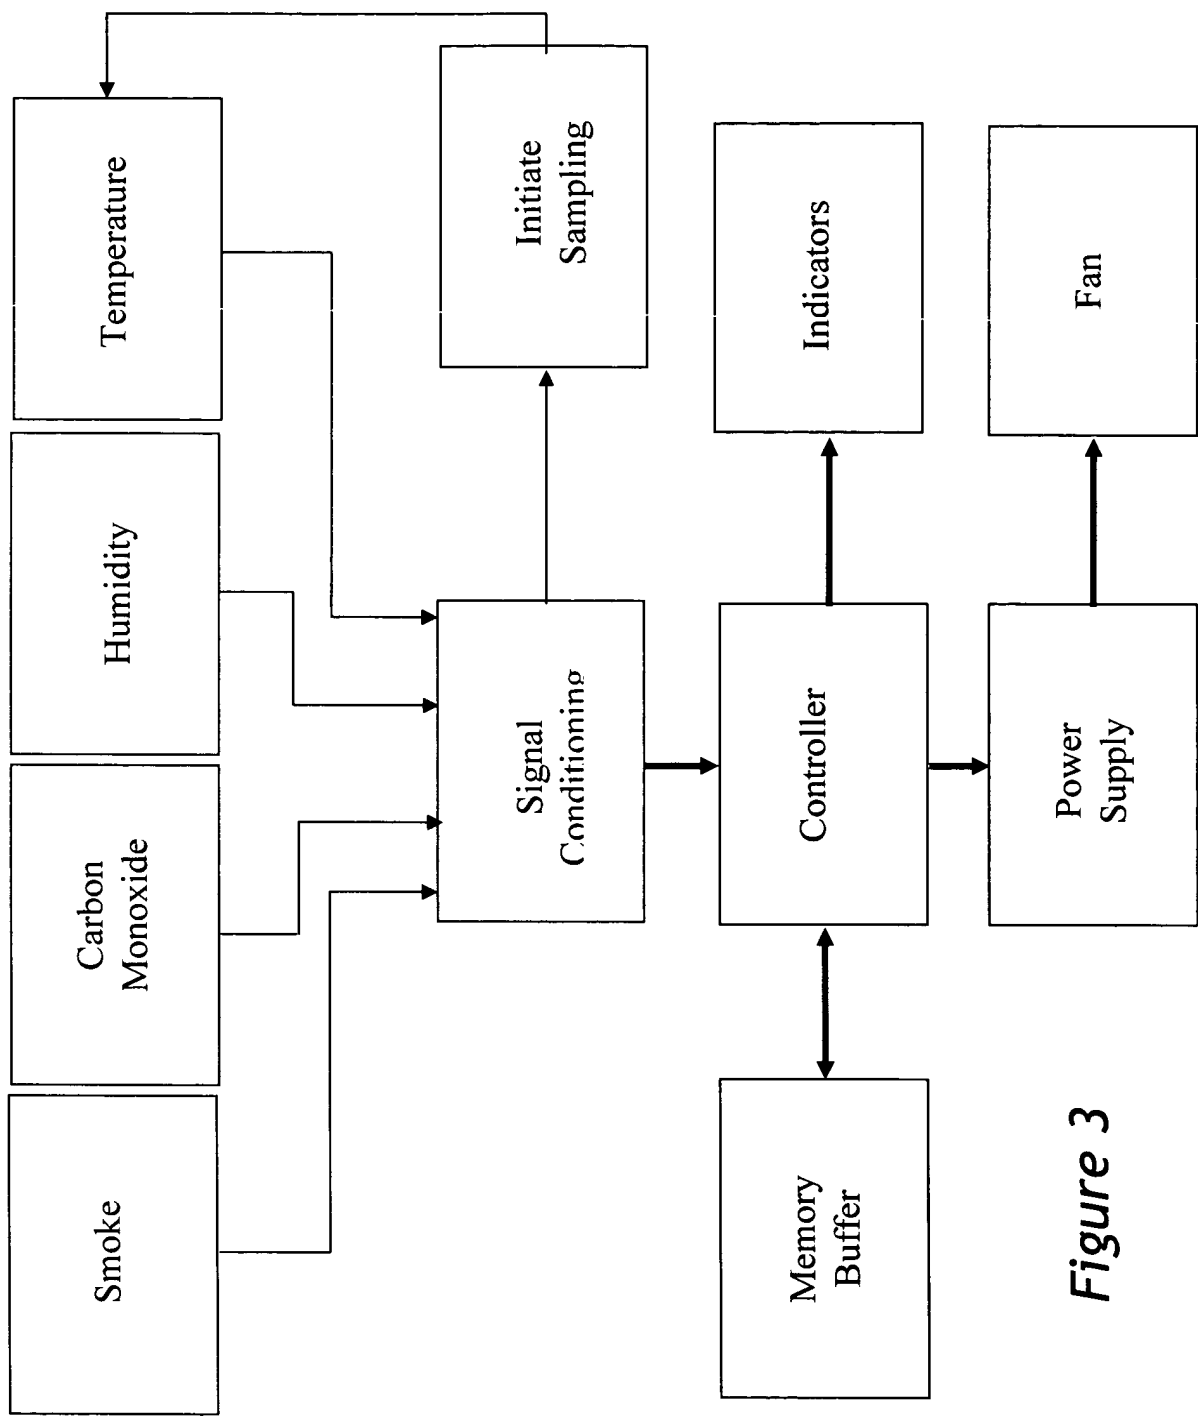 Smoke
Carbon
Monoxide
Humidity
Temperature
Signal
Conditioning
Initiate
Sampling
Memory
Buffer
Controller
Indicators
Power
Supply
Fan
Figure 3